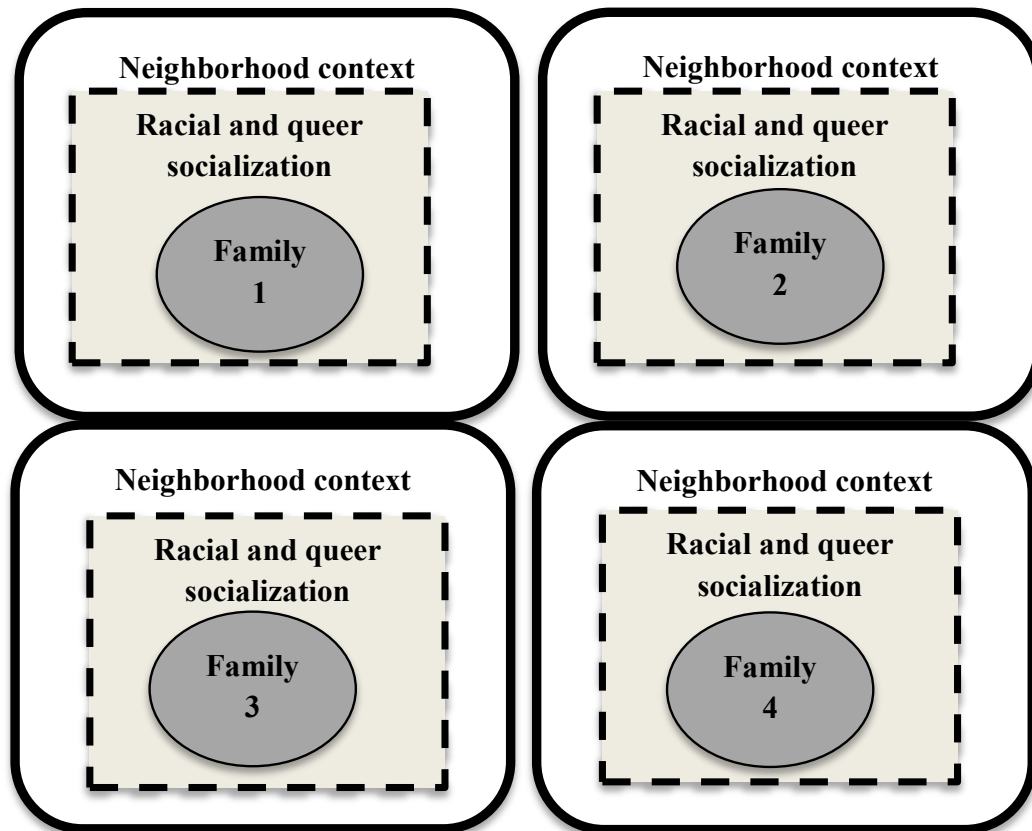 Neighborhood context
Racial and queer
socialization
Family
1
Neighborhood context
Racial and queer
socialization
Family
2
Neighborhood context
Racial and queer
socialization
Family
3
Neighborhood context
Racial and queer
socialization
Family
4